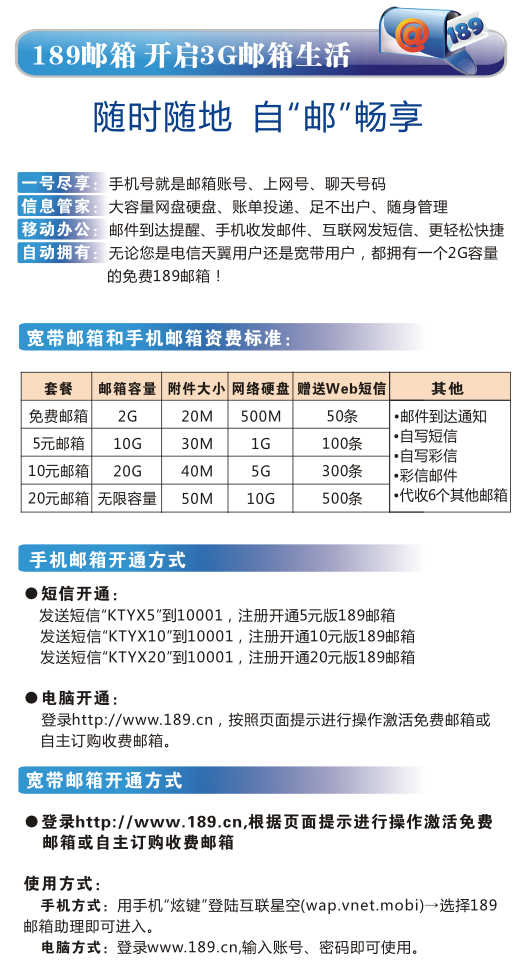 189邮箱 开启3G邮箱生活
@ 189
随时随地 自“邮”畅享
一号尽享：手机号就是邮箱账号、上网号、聊天号码
信息管家：大容量网盘硬盘、账单投递、足不出户、随身管理
移动办公：邮件到达提醒、手机收发邮件、互联网发短信、更轻松快捷
自动拥有：无论您是电信天翼用户还是宽带用户，都拥有一个2G容量
的免费189邮箱！
宽带邮箱和手机邮箱资费标准：
套餐 邮箱容量 附件大小 网络硬盘 赠送Web短信 其他
免费邮箱 2G 20M 500M 50条
5元邮箱 10G 30M 1G 100条
10元邮箱 20G 40M 5G 300条
20元邮箱 无限容量 50M 10G 500条
•邮件到达通知
•自写短信
•自写彩信
•彩信邮件
•代收6个其他邮箱
手机邮箱开通方式
●短信开通：
发送短信“KTYX5”到10001，注册开通5元版189邮箱
发送短信“KTYX10”到10001，注册开通10元版189邮箱
发送短信“KTYX20”到10001，注册开通20元版189邮箱
●电脑开通：
登录http://www.189.cn，按照页面提示进行操作激活免费邮箱或
自主订购收费邮箱。
宽带邮箱开通方式
●登录http://www.189.cn,根据页面提示进行操作激活免费
邮箱或自主订购收费邮箱
使用方式：
手机方式：用手机“炫键”登陆互联星空(wap.vnet.mobi)→选择189
邮箱助理即可进入。
电脑方式：登录www.189.cn,输入账号、密码即可使用。